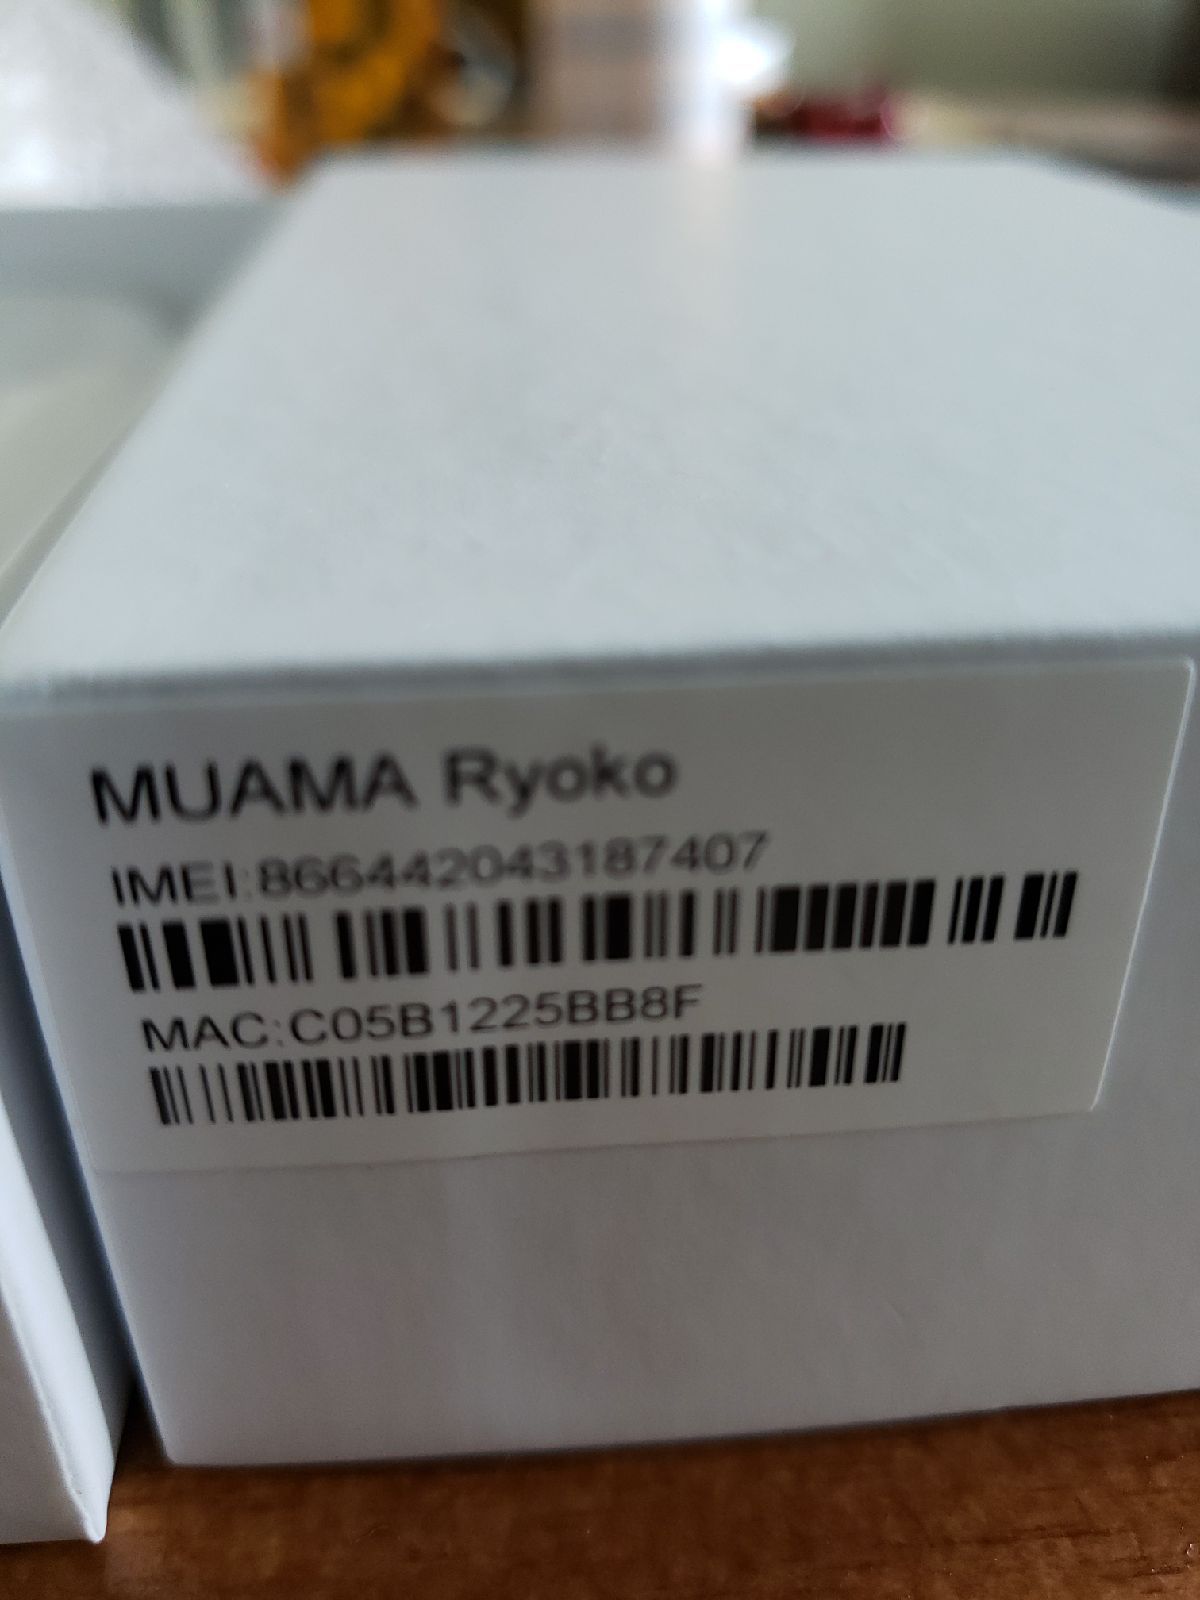 MUAMA Ryoko
IMEI:866442043187407
MAC:C05B1225BB8F